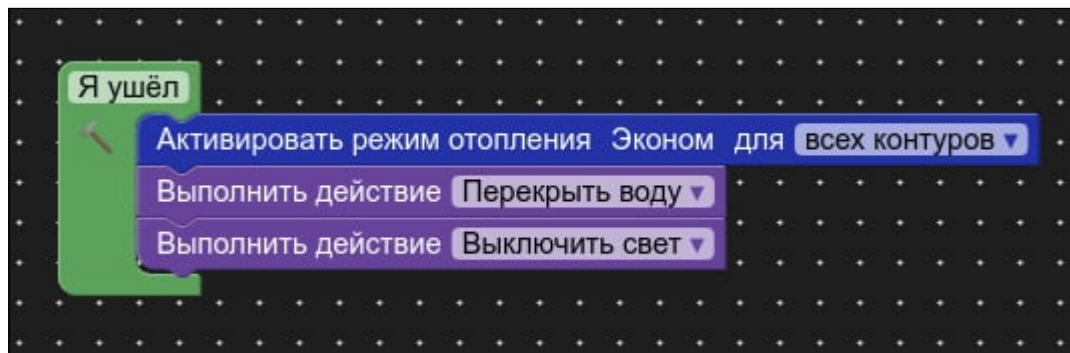 Я ушёл
Активировать режим отопления Эконом для всех контуров
Выполнить действие Перекрыть воду
Выполнить действие Выключить свет